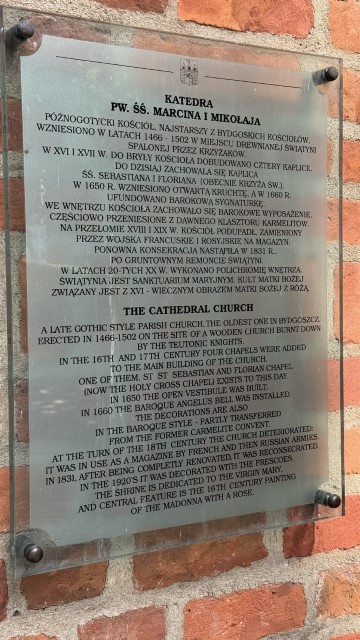 KATEDRA
PW. ŚŚ. MARCINA I MIKOŁAJA
PÓŹNOGOTYCKI KOŚCIÓŁ, NAJSTARSZY Z BYDGOSKICH KOŚCIOŁÓW,
WZNIESIONO W LATACH 1466 - 1502 W MIEJSCU DREWNIANEJ ŚWIĄTYNI
SPALONEJ PRZEZ KRZYŻAKÓW.
W XVI I XVII W. DO BRYŁY KOŚCIOŁA DOBUDOWANO CZTERY KAPLICE.
DO DZISIAJ ZACHOWAŁA SIĘ KAPLICA
ŚŚ. SEBASTIANA I FLORIANA (OBECNIE KRZYŻA ŚW.).
W 1650 R. WZNIESIONO OTWARTĄ KRUCHTĘ, A W 1660 R.
UFUNDOWANO BAROKOWĄ SYGNATURKĘ.
WE WNĘTRZU KOŚCIOŁA ZACHOWAŁO SIĘ BAROKOWE WYPOSAŻENIE,
CZĘŚCIOWO PRZENIESIONE Z DAWNEGO KLASZTORU KARMELITÓW.
NA PRZEŁOMIE XVIII I XIX W. KOŚCIÓŁ PODUPADŁ, ZAMIENIONY
PRZEZ WOJSKA FRANCUSKIE I ROSYJSKIE NA MAGAZYN.
PONOWNA KONSEKRACJA NASTĄPIŁA W 1831 R.,
PO GRUNTOWNYM REMONCIE ŚWIĄTYNI.
W LATACH 20-TYCH XX W. WYKONANO POLICHROMIĘ WNĘTRZA.
ŚWIĄTYNIA JEST SANKTUARIUM MARYJNYM. KULT MATKI BOŻEJ
ZWIĄZANY JEST Z XVI - WIECZNYM OBRAZEM MATKI BOŻEJ Z RÓŻĄ.
THE CATHEDRAL CHURCH
A LATE GOTHIC STYLE PARISH CHURCH, THE OLDEST ONE IN BYDGOSZCZ.
ERECTED IN 1466-1502 ON THE SITE OF A WOODEN CHURCH BURNT DOWN
BY THE TEUTONIC KNIGHTS.
IN THE 16TH AND 17TH CENTURY FOUR CHAPELS WERE ADDED
TO THE MAIN BUILDING OF THE CHURCH.
ONE OF THEM, ST ST SEBASTIAN AND FLORIAN CHAPEL
(NOW THE HOLY CROSS CHAPEL) EXISTS TO THIS DAY.
IN 1650 THE OPEN VESTIBULE WAS BUILT.
IN 1660 THE BAROQUE ANGELUS BELL WAS INSTALLED.
THE DECORATIONS ARE ALSO
IN THE BAROQUE STYLE - PARTLY TRANSFERRED
FROM THE FORMER CARMELITE CONVENT.
AT THE TURN OF THE 18TH CENTURY THE CHURCH DETERIORATED;
IT WAS IN USE AS A MAGAZINE BY FRENCH AND THEN RUSSIAN ARMIES.
IN 1831, AFTER BEING COMPLETLY RENOVATED, IT WAS RECONSECRATED.
IN THE 1920'S IT WAS DECORATED WITH THE FRESCOES.
THE SHRINE IS DEDICATED TO THE VIRGIN MARY,
AND CENTRAL FEATURE IS THE 16TH CENTURY PAINTING
OF THE MADONNA WITH A ROSE.